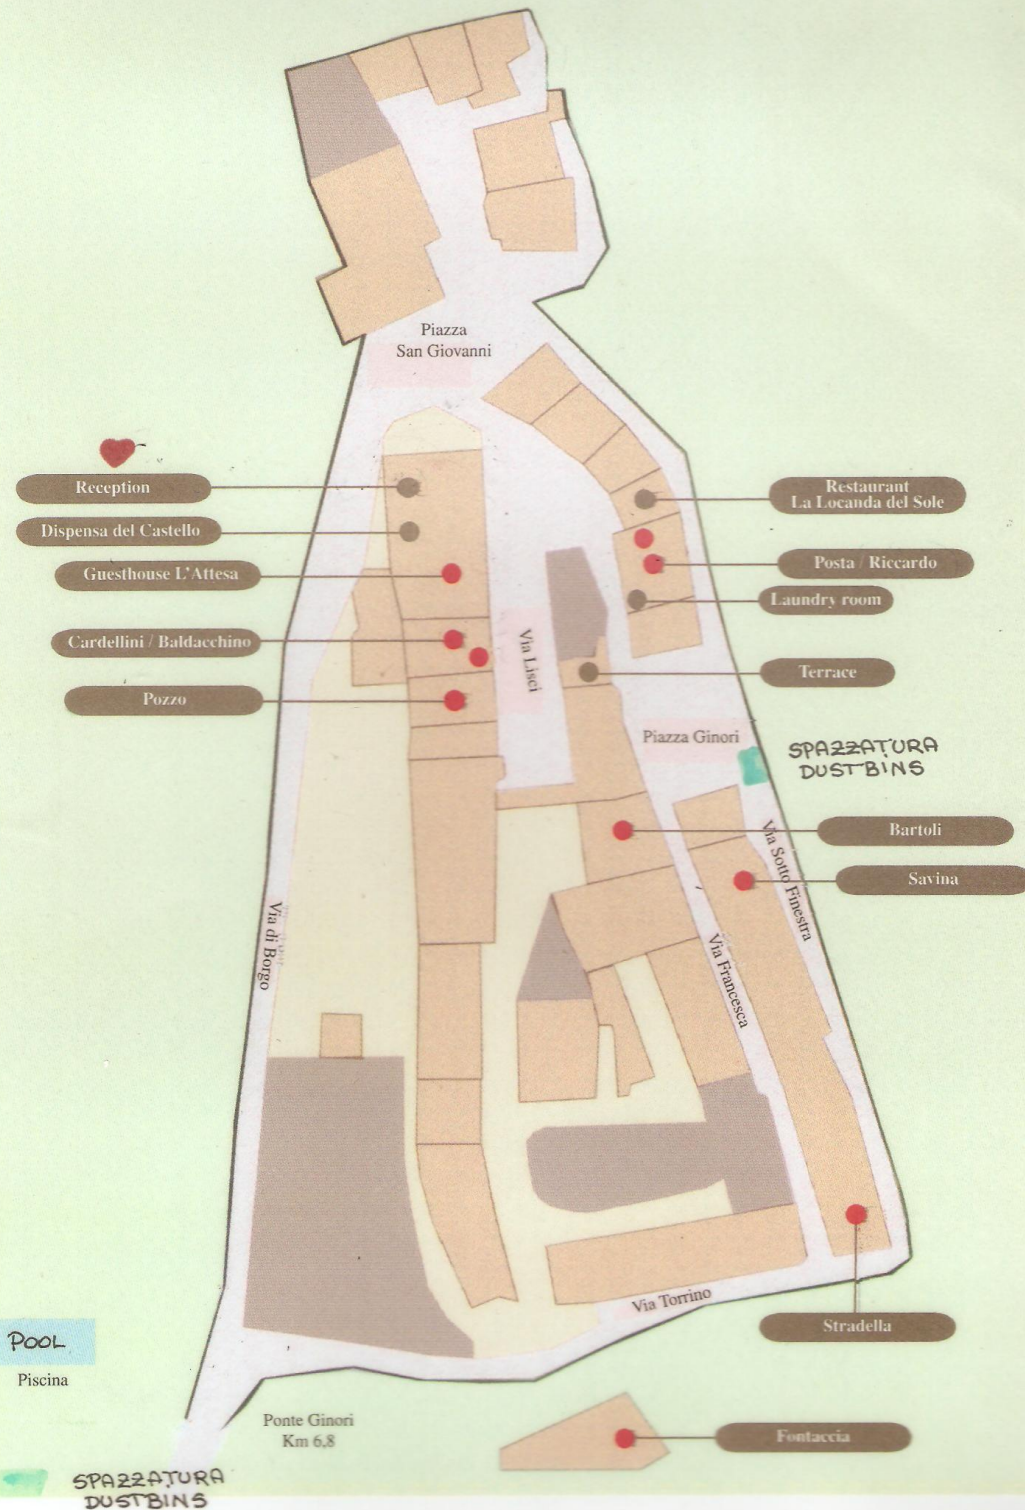 Piazza
San Giovanni
Reception
Dispensa del Castello
Guesthouse L'Attesa
Cardellini / Baldacchino
Pozzo
Restaurant
La Locanda del Sole
Posta / Riccardo
Laundry room
Terrace
Via Lisci
Piazza Ginori
SPAZZATURA
DUSTBINS
Bartoli
Savina
Via Sotto Finestra
Via Francesca
Via di Borgo
Via Torrino
Stradella
POOL
Piscina
Ponte Ginori
Km 6,8
Fontaccia
SPAZZATURA
DUSTBINS